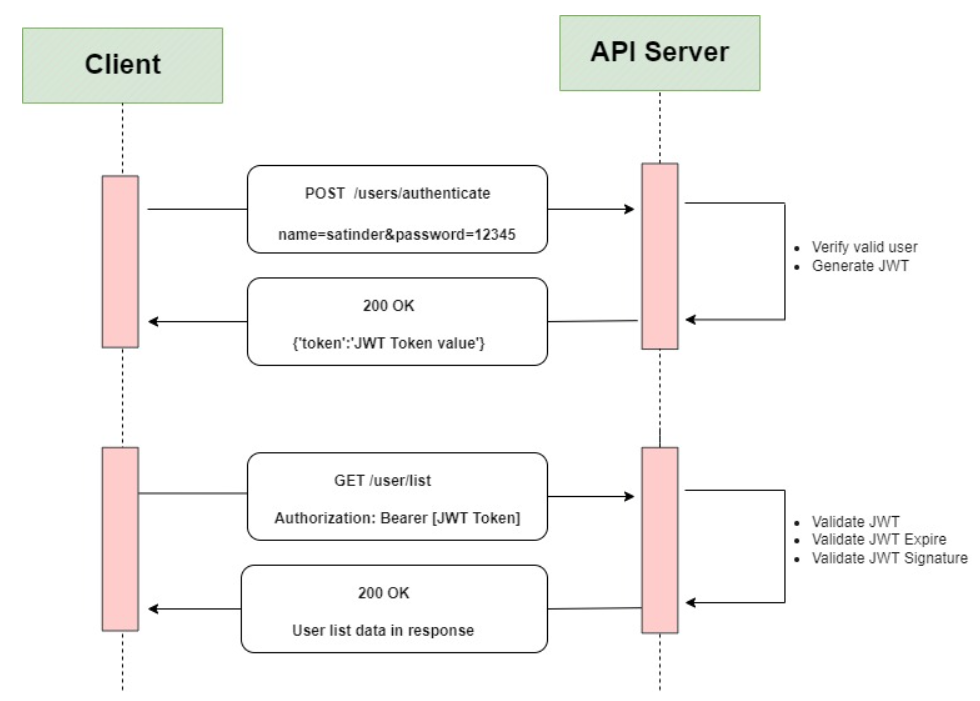 Client
API Server
POST /users/authenticate
name=satinder&password=12345
• Verify valid user
• Generate JWT
200 OK
{'token':'JWT Token value'}
GET /user/list
Authorization: Bearer [JWT Token]
• Validate JWT
• Validate JWT Expire
• Validate JWT Signature
200 OK
User list data in response